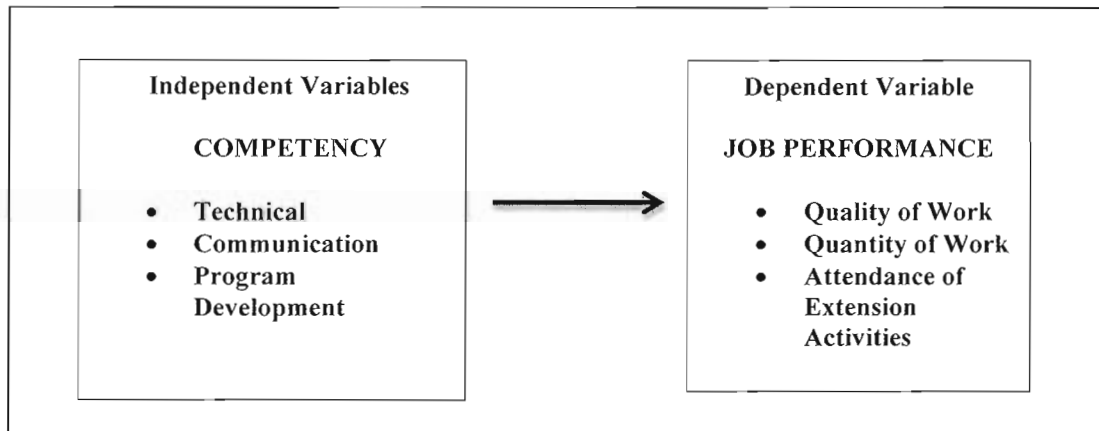 Independent Variables
COMPETENCY
• Technical
• Communication
• Program
Development
Dependent Variable
JOB PERFORMANCE
• Quality of Work
• Quantity of Work
• Attendance of
Extension
Activities